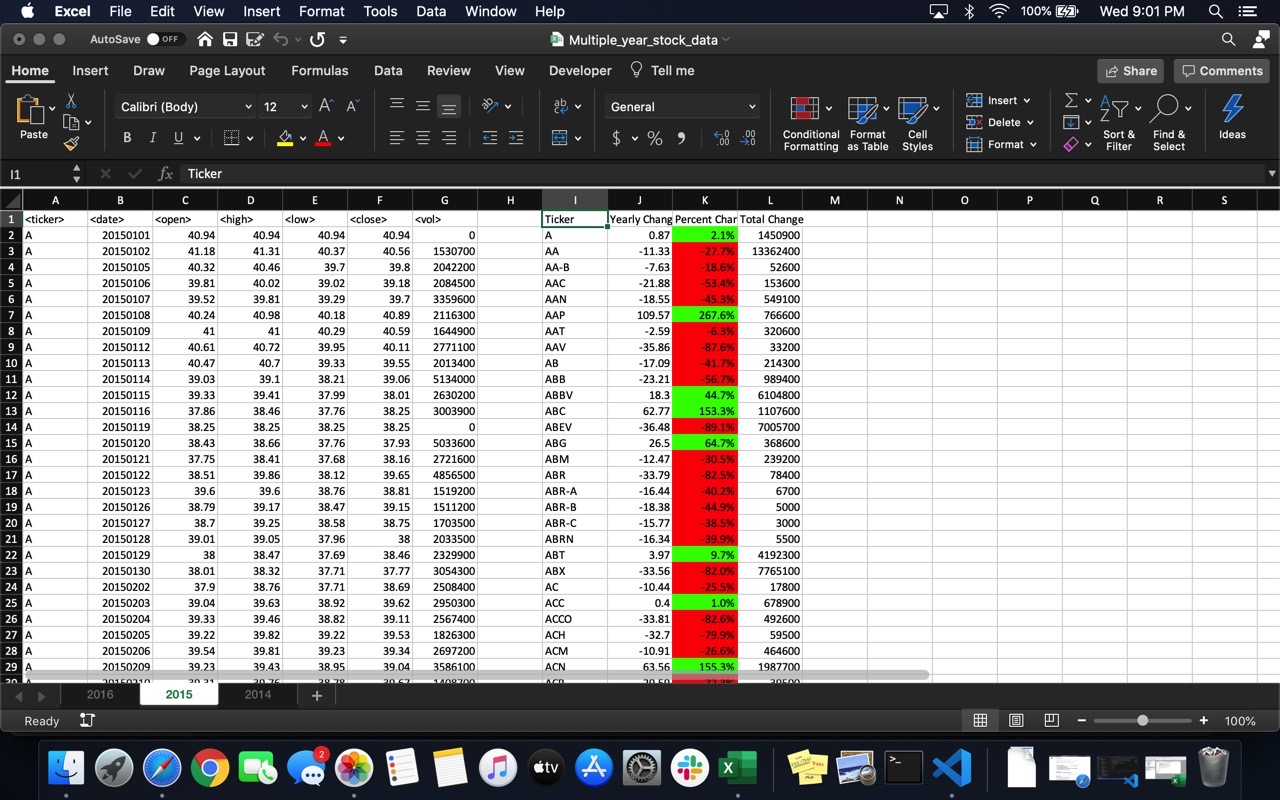 Excel File Edit View Insert Format Tools Data Window Help 100% Wed 9:01 PM
AutoSave OFF Multiple_year_stock_data
Home Insert Draw Page Layout Formulas Data Review View Developer Tell me Share Comments
Paste Calibri (Body) 12 A A ab General Insert Delete Format Conditional Formatting Format as Table Cell Styles Sort & Filter Find & Select Ideas
B I U A $ % 9 .00 .00
I1 fx Ticker
A B C D E F G H I J K L M N O P Q R S
1 <ticker> <date> <open> <high> <low> <close> <vol> Ticker Yearly Chang Percent Char Total Change
2 A 20150101 40.94 40.94 40.94 40.94 0 A 0.87 2.1% 1450900
3 A 20150102 41.18 41.31 40.37 40.56 1530700 AA -11.33 -27.7% 13362400
4 A 20150105 40.32 40.46 39.7 39.8 2042200 AA-B -7.63 -18.6% 52600
5 A 20150106 39.81 40.02 39.02 39.18 2084500 AAC -21.88 -53.4% 153600
6 A 20150107 39.52 39.81 39.29 39.7 3359600 AAN -18.55 -45.3% 549100
7 A 20150108 40.24 40.98 40.18 40.89 2116300 AAP 109.57 267.6% 766600
8 A 20150109 41 41 40.29 40.59 1644900 AAT -2.59 -6.3% 320600
9 A 20150112 40.61 40.72 39.95 40.11 2771100 AAV -35.86 -87.6% 33200
10 A 20150113 40.47 40.7 39.33 39.55 2013400 AB -17.09 -41.7% 214300
11 A 20150114 39.03 39.1 38.21 39.06 5134000 ABB -23.21 -56.7% 989400
12 A 20150115 39.33 39.41 37.99 38.01 2630200 ABBV 18.3 44.7% 6104800
13 A 20150116 37.86 38.46 37.76 38.25 3003900 ABC 62.77 153.3% 1107600
14 A 20150119 38.25 38.25 38.25 38.25 0 ABEV -36.48 -89.1% 7005700
15 A 20150120 38.43 38.66 37.76 37.93 5033600 ABG 26.5 64.7% 368600
16 A 20150121 37.75 38.41 37.68 38.16 2721600 ABM -12.47 -30.5% 239200
17 A 20150122 38.51 39.86 38.12 39.65 4856500 ABR -33.79 -82.5% 78400
18 A 20150123 39.6 39.6 38.76 38.81 1519200 ABR-A -16.44 -40.2% 6700
19 A 20150126 38.79 39.17 38.47 39.15 1511200 ABR-B -18.38 -44.9% 5000
20 A 20150127 38.7 39.25 38.58 38.75 1703500 ABR-C -15.77 -38.5% 3000
21 A 20150128 39.01 39.05 37.96 38 2033500 ABRN -16.34 -39.9% 5500
22 A 20150129 38 38.47 37.69 38.46 2329900 ABT 3.97 9.7% 4192300
23 A 20150130 38.01 38.32 37.71 37.77 3054300 ABX -33.56 -82.0% 7765100
24 A 20150202 37.9 38.76 37.71 38.69 2508400 AC -10.44 -25.5% 17800
25 A 20150203 39.04 39.63 38.92 39.62 2950300 ACC 0.4 1.0% 678900
26 A 20150204 39.33 39.46 38.82 39.11 2567400 ACCO -33.81 -82.6% 492600
27 A 20150205 39.22 39.82 39.22 39.53 1826300 ACH -32.7 -79.9% 59500
28 A 20150206 39.54 39.81 39.23 39.34 2697200 ACM -10.91 -26.6% 464600
29 A 20150209 39.23 39.43 38.95 39.04 3586100 ACN 63.56 155.3% 1987700
2016 2015 2014 +
Ready 100%
2 tv